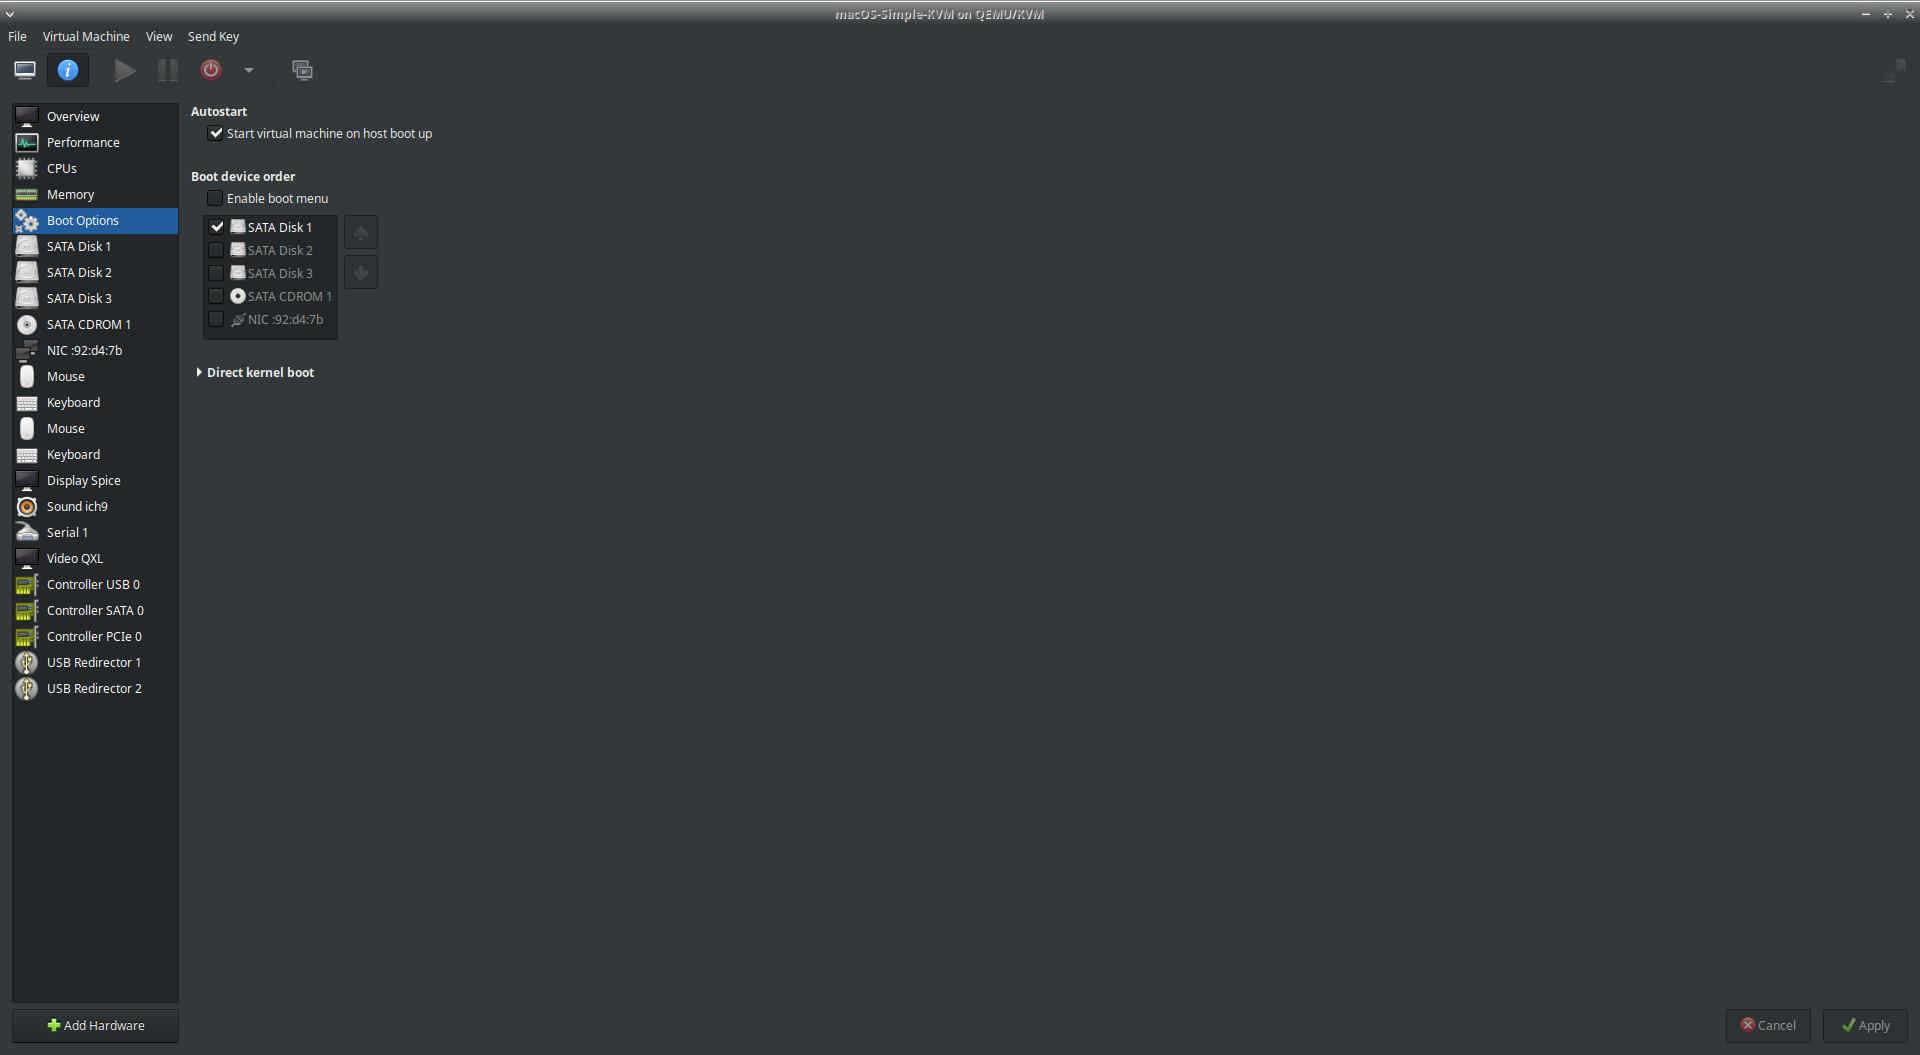 macOS-Simple-KVM on QEMU/KVM
File Virtual Machine View Send Key
Overview
Performance
CPUs
Memory
Boot Options
SATA Disk 1
SATA Disk 2
SATA Disk 3
SATA CDROM 1
NIC :92:d4:7b
Mouse
Keyboard
Mouse
Keyboard
Display Spice
Sound ich9
Serial 1
Video QXL
Controller USB 0
Controller SATA 0
Controller PCIe 0
USB Redirector 1
USB Redirector 2
Add Hardware
Autostart
Start virtual machine on host boot up
Boot device order
Enable boot menu
SATA Disk 1
SATA Disk 2
SATA Disk 3
SATA CDROM 1
NIC :92:d4:7b
Direct kernel boot
Cancel Apply